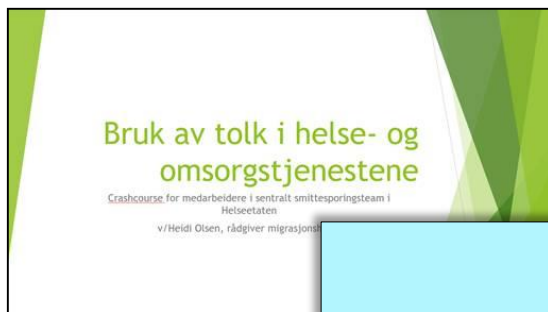 Bruk av tolk i helse- og
omsorgstjenestene
Crashcourse for medarbeidere i sentralt smittesporingsteam i
Helseetaten
v/Heidi Olsen, rådgiver